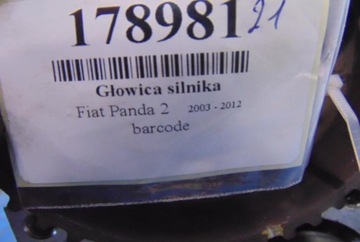 178981 21
Głowica silnika
Fiat Panda 2 2003 - 2012
barcode